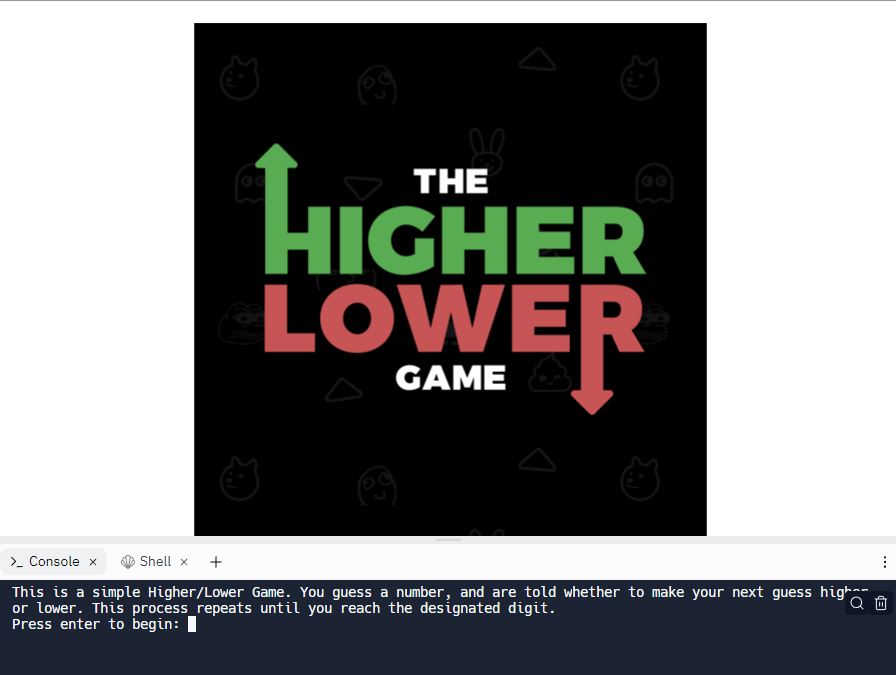 THE
HIGHER
LOWER
GAME
Console
Shell
This is a simple Higher/Lower Game. You guess a number, and are told whether to make your next guess higher
or lower. This process repeats until you reach the designated digit.
Press enter to begin: